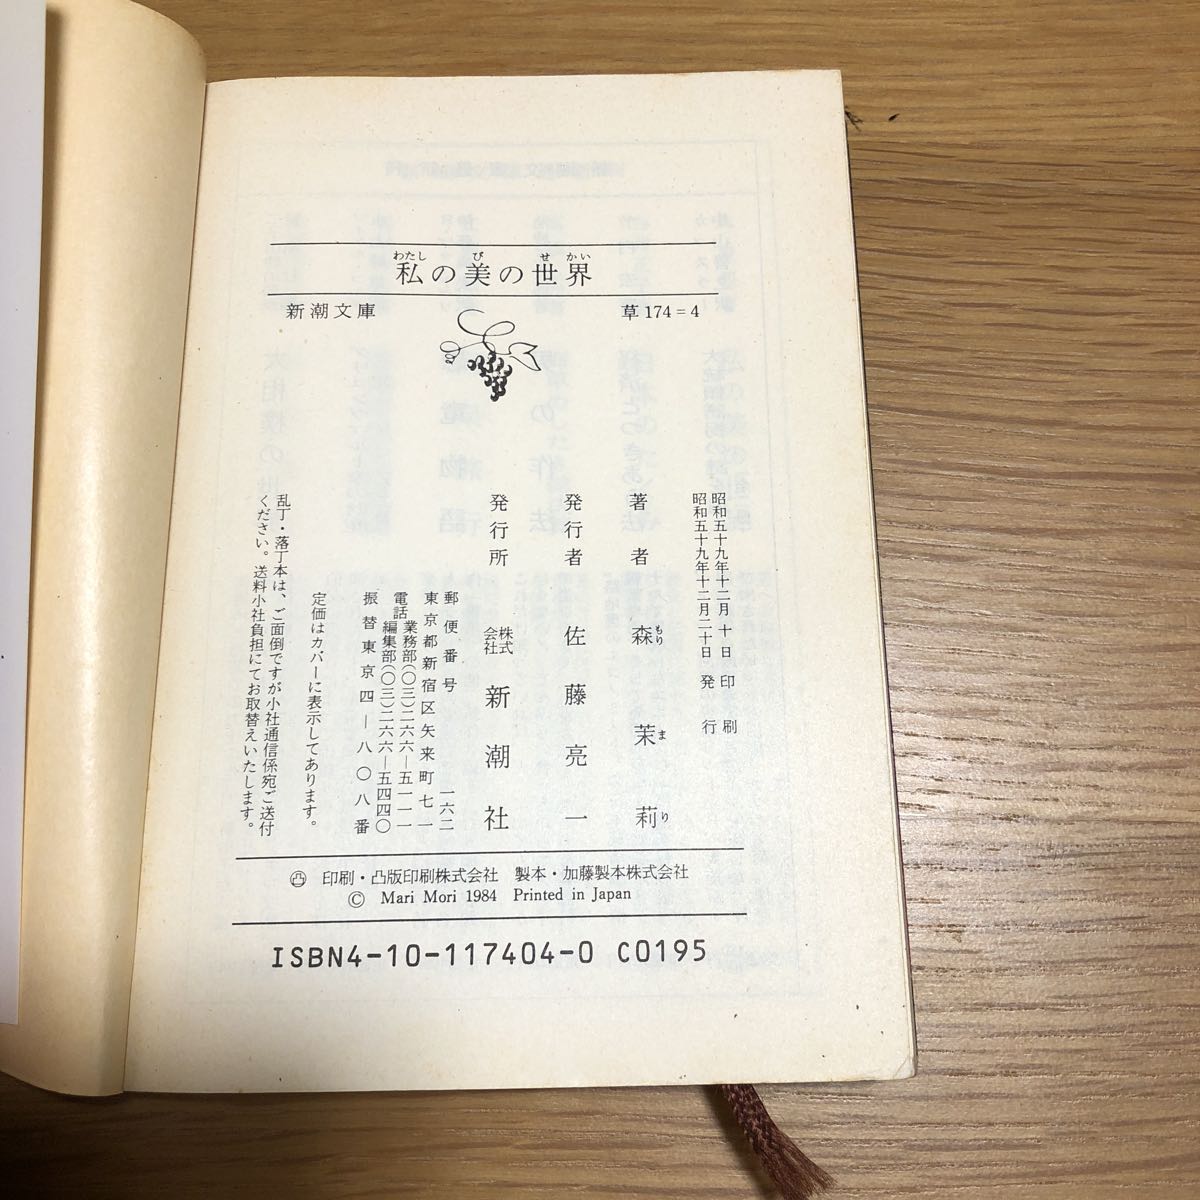 私の美の世界
わたし び せ かい
新潮文庫 草174=4
昭和五十九年十二月 十 日 印 刷
昭和五十九年十二月二十日 発 行
著者 森 茉 莉
もり ま り
発行者 佐藤亮一
発行所 株式会社 新潮社
郵便番号 一六二
東京都新宿区矢来町七一
電話 業務部(〇三)二六六―五一一一
編集部(〇三)二六六―五四四〇
振替東京四―八〇八番
定価はカバーに表示してあります。
乱丁・落丁本は、ご面倒ですが小社通信係宛ご送付
ください。送料小社負担にてお取替えいたします。
印刷・凸版印刷株式会社 製本・加藤製本株式会社
© Mari Mori 1984 Printed in Japan
ISBN4-10-117404-0 C0195